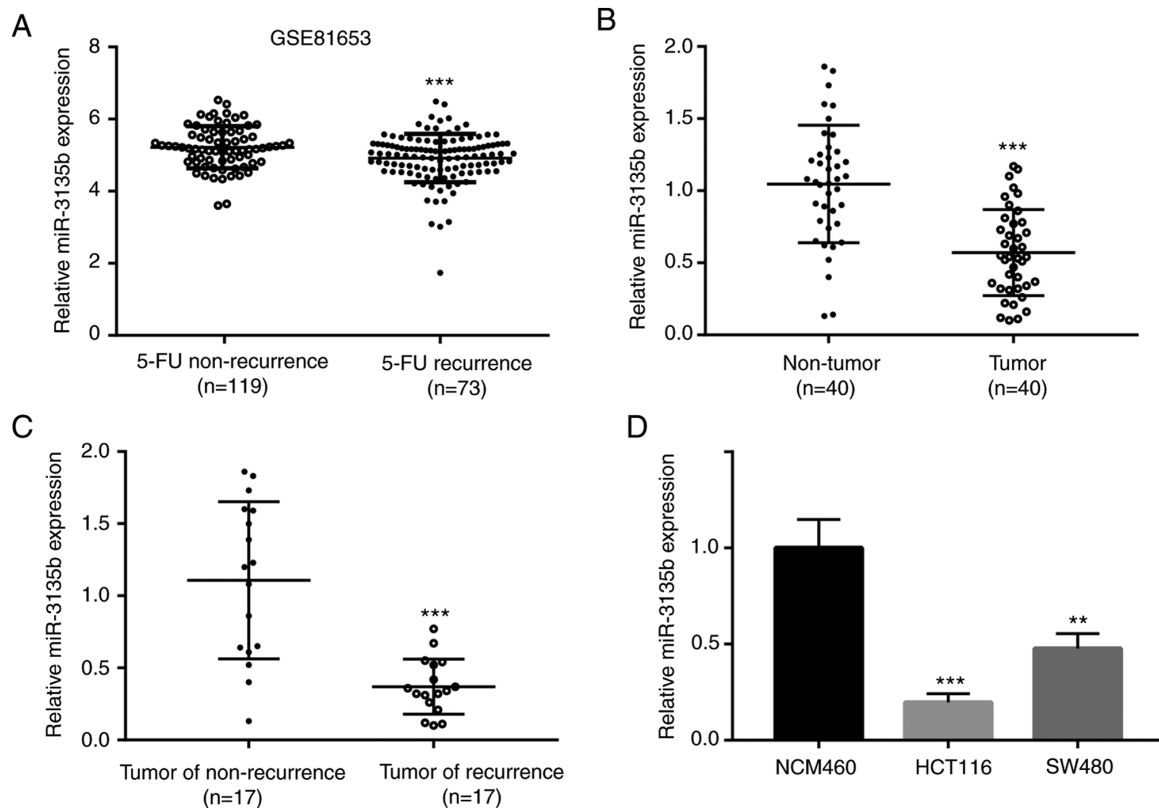 A
GSE81653
Relative miR-3135b expression
8
6
4
2
0
***
5-FU non-recurrence
(n=119)
5-FU recurrence
(n=73)
B
Relative miR-3135b expression
2.0
1.5
1.0
0.5
0.0
***
Non-tumor
(n=40)
Tumor
(n=40)
C
Relative miR-3135b expression
2.0
1.5
1.0
0.5
0.0
***
Tumor of non-recurrence
(n=17)
Tumor of recurrence
(n=17)
D
Relative miR-3135b expression
1.0
0.5
0.0
***
**
NCM460
HCT116
SW480